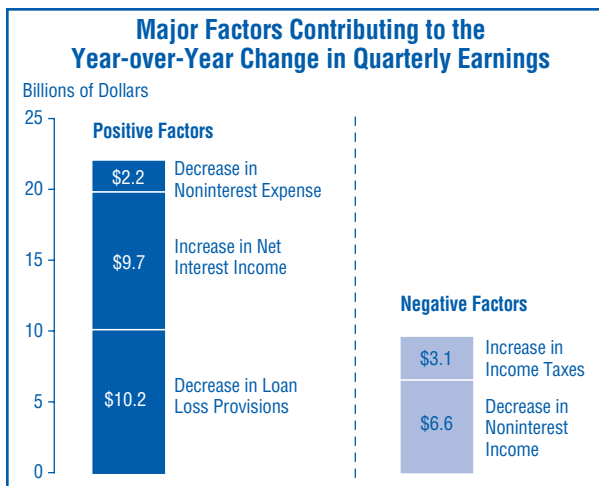 Major Factors Contributing to the
Year-over-Year Change in Quarterly Earnings
Billions of Dollars
25
20
15
10
5
0
Positive Factors
$2.2
Decrease in
Noninterest Expense
$9.7
Increase in Net
Interest Income
$10.2
Decrease in Loan
Loss Provisions
Negative Factors
$3.1
Increase in
Income Taxes
$6.6
Decrease in
Noninterest
Income